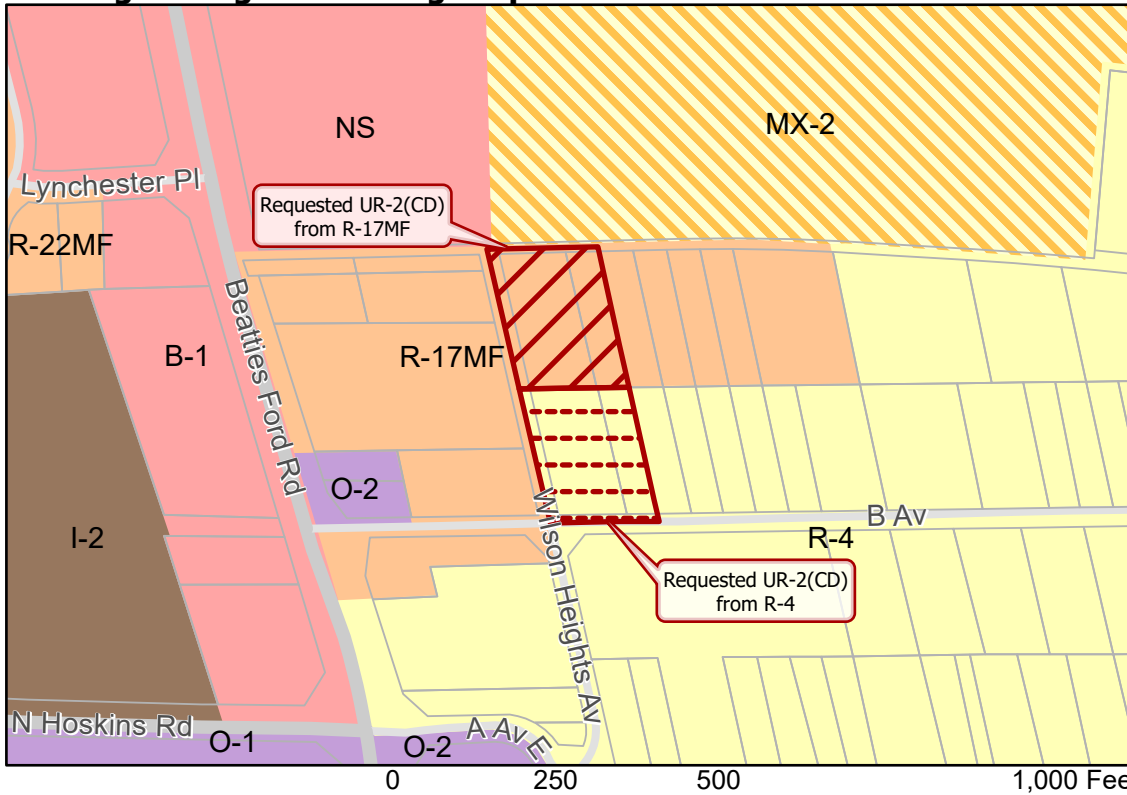 NS
MX-2
Lynchester Pl
Requested UR-2(CD)
from R-17MF
R-22MF
Beatties Ford Rd
B-1
R-17MF
O-2
I-2
Wilson Heights Av
B Av
R-4
Requested UR-2(CD)
from R-4
N Hoskins Rd
O-1
O-2
A Av E
0 250 500 1,000 Fee